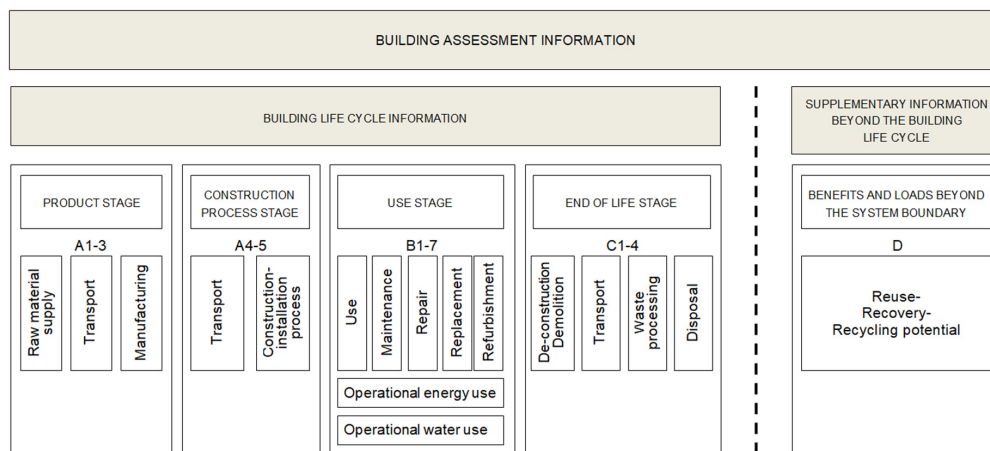 BUILDING ASSESSMENT INFORMATION
BUILDING LIFE CYCLE INFORMATION
SUPPLEMENTARY INFORMATION
BEYOND THE BUILDING
LIFE CYCLE
PRODUCT STAGE
A1-3
Raw material
supply
Transport
Manufacturing
CONSTRUCTION
PROCESS STAGE
A4-5
Transport
Construction-
installation
process
USE STAGE
B1-7
Use
Maintenance
Repair
Replacement
Refurbishment
Operational energy use
Operational water use
END OF LIFE STAGE
C1-4
De-construction
Demolition
Transport
Waste
processing
Disposal
BENEFITS AND LOADS BEYOND
THE SYSTEM BOUNDARY
D
Reuse-
Recovery-
Recycling potential